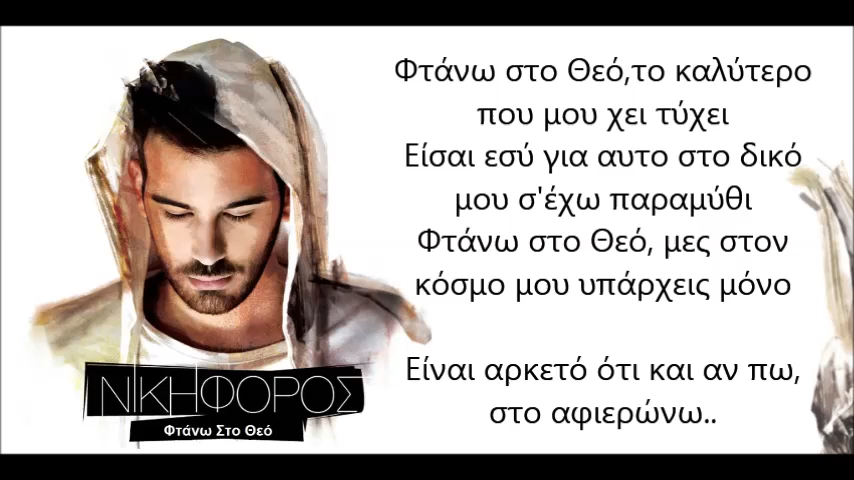 Φτάνω στο Θεό,το καλύτερο
που μου χει τύχει
Είσαι εσύ για αυτο στο δικό
μου σ'έχω παραμύθι
Φτάνω στο Θεό, μες στον
κόσμο μου υπάρχεις μόνο
Είναι αρκετό ότι και αν πω,
στο αφιερώνω..
ΝΙΚΗΦΟΡΟΣ
Φτάνω Στο Θεό